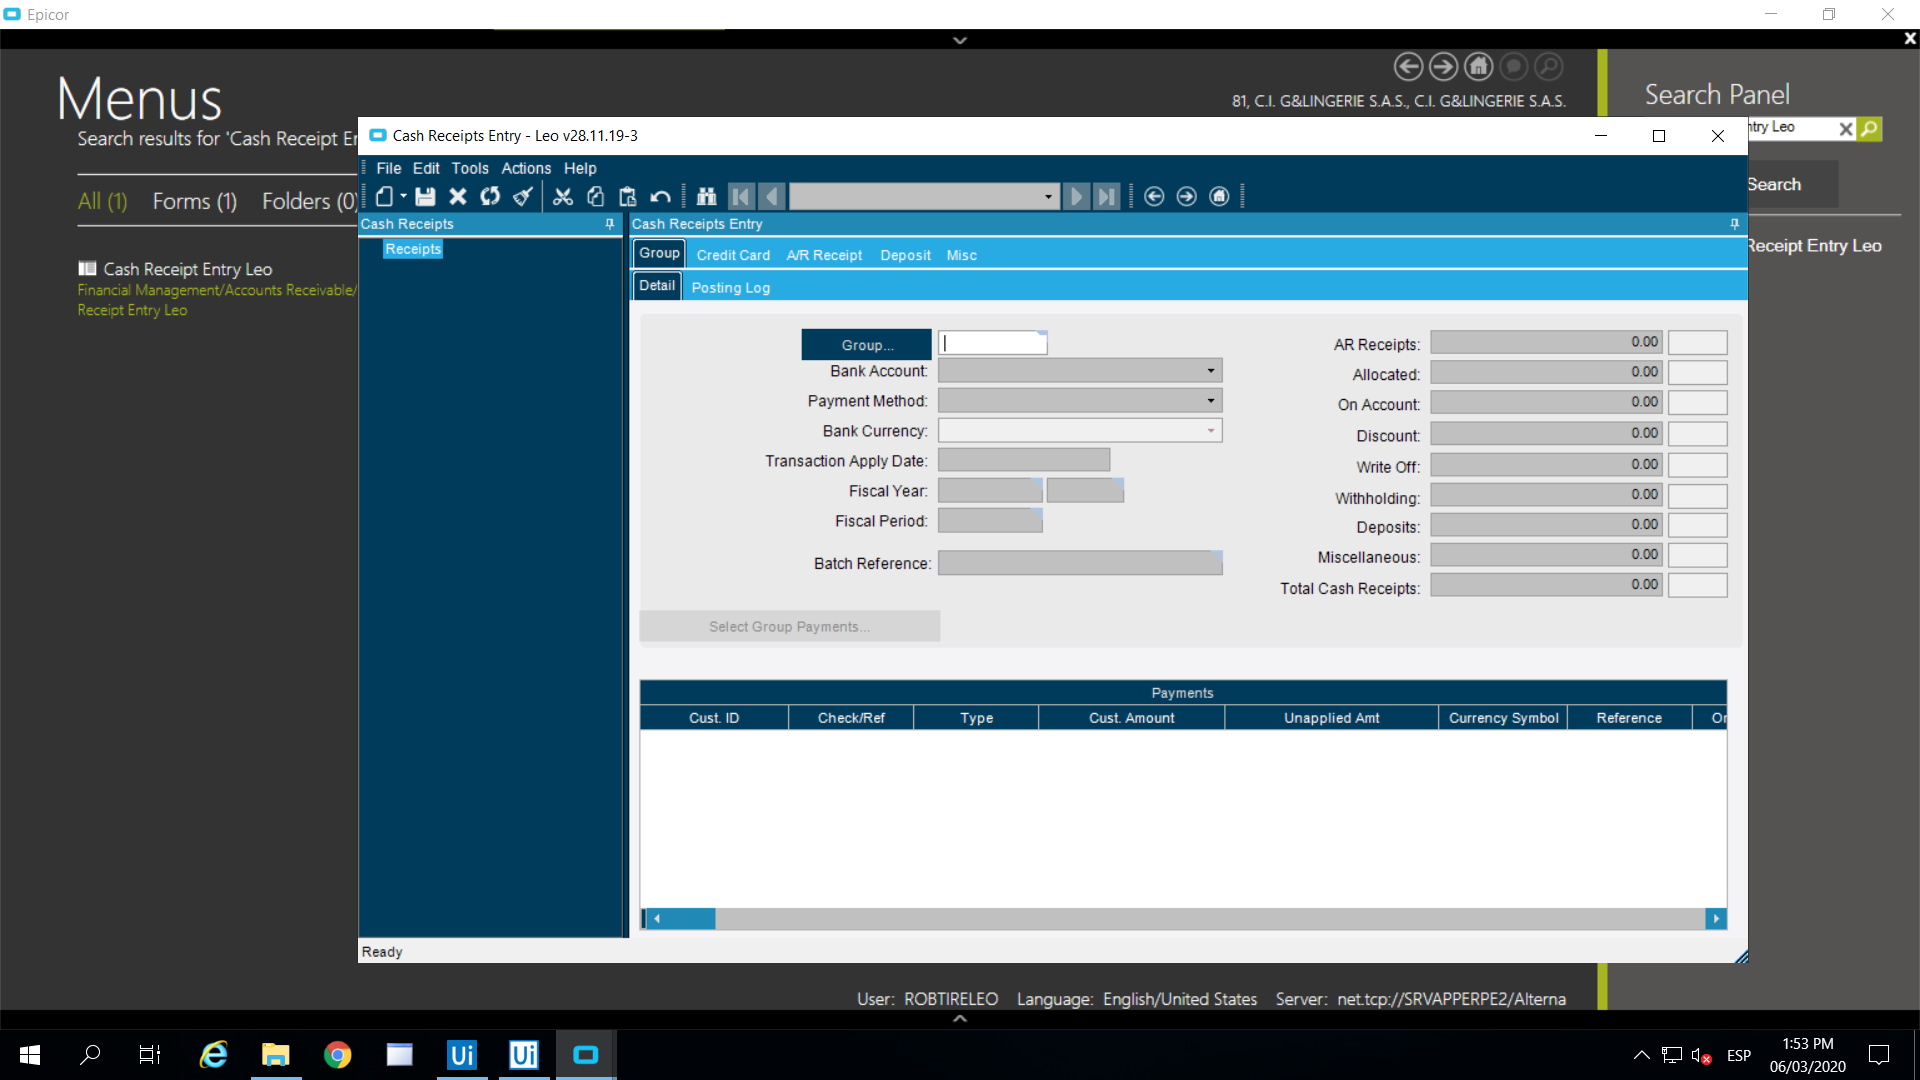 Epicor
Menus
Search results for 'Cash Receipt Er
81, C.I. G&LINGERIE S.A.S., C.I. G&LINGERIE S.A.S.
All (1) Forms (1) Folders (0)
Cash Receipt Entry Leo
Financial Management/Accounts Receivable/
Receipt Entry Leo
Search Panel
ntry Leo
Search
Receipt Entry Leo
Cash Receipts Entry - Leo v28.11.19-3
File Edit Tools Actions Help
Cash Receipts
Receipts
Cash Receipts Entry
Group Credit Card A/R Receipt Deposit Misc
Detail Posting Log
Group...
Bank Account:
Payment Method:
Bank Currency:
Transaction Apply Date:
Fiscal Year:
Fiscal Period:
Batch Reference:
Select Group Payments...
AR Receipts: 0.00
Allocated: 0.00
On Account: 0.00
Discount: 0.00
Write Off: 0.00
Withholding: 0.00
Deposits: 0.00
Miscellaneous: 0.00
Total Cash Receipts: 0.00
Payments
Cust. ID Check/Ref Type Cust. Amount Unapplied Amt Currency Symbol Reference Or
Ready
User: ROBTIRELEO Language: English/United States Server: net.tcp://SRVAPPERPE2/Alterna
Ui Ui
ESP
1:53 PM
06/03/2020